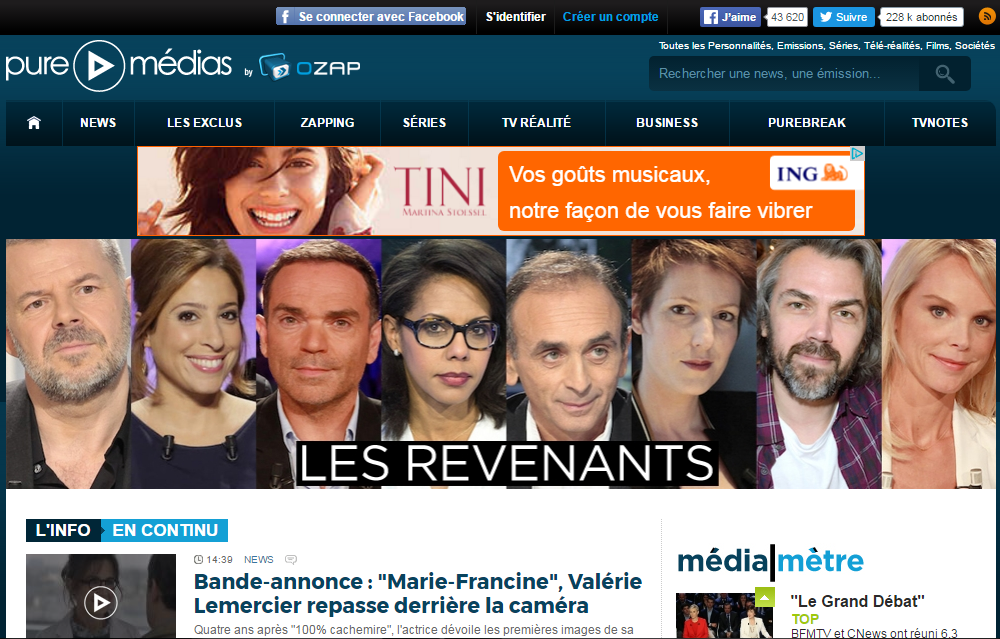 Se connecter avec Facebook
S'identifier
Créer un compte
J'aime
43 620
Suivre
228 k abonnés
pure médias by OZAP
Toutes les Personnalités, Emissions, Séries, Télé-réalités, Films, Sociétés
Rechercher une news, une émission...
NEWS
LES EXCLUS
ZAPPING
SÉRIES
TV RÉALITÉ
BUSINESS
PUREBREAK
TVNOTES
TINI
MARTINA STOESSEL
Vos goûts musicaux,
notre façon de vous faire vibrer
ING
LES REVENANTS
L'INFO EN CONTINU
14:39 NEWS
Bande-annonce : "Marie-Francine", Valérie
Lemercier repasse derrière la caméra
Quatre ans après "100% cachemire", l'actrice dévoile les premières images de sa
média mètre
"Le Grand Débat"
TOP
BFMTV et CNews ont réuni 6,3